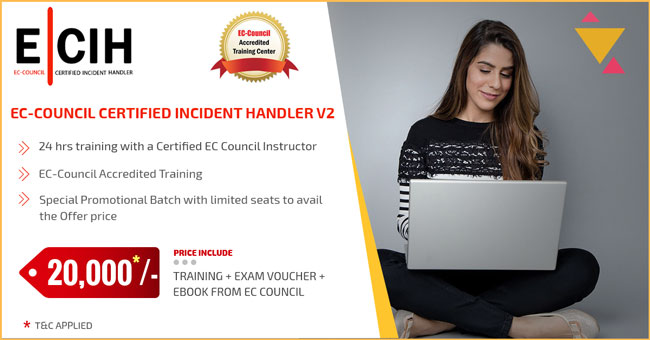 E|CIH
EC-COUNCIL CERTIFIED INCIDENT HANDLER
EC-Council
Accredited
Training Center
EC-COUNCIL CERTIFIED INCIDENT HANDLER V2
24 hrs training with a Certified EC Council Instructor
EC-Council Accredited Training
Special Promotional Batch with limited seats to avail
the Offer price
20,000*/-
PRICE INCLUDE
TRAINING + EXAM VOUCHER +
EBOOK FROM EC COUNCIL
* T&C APPLIED